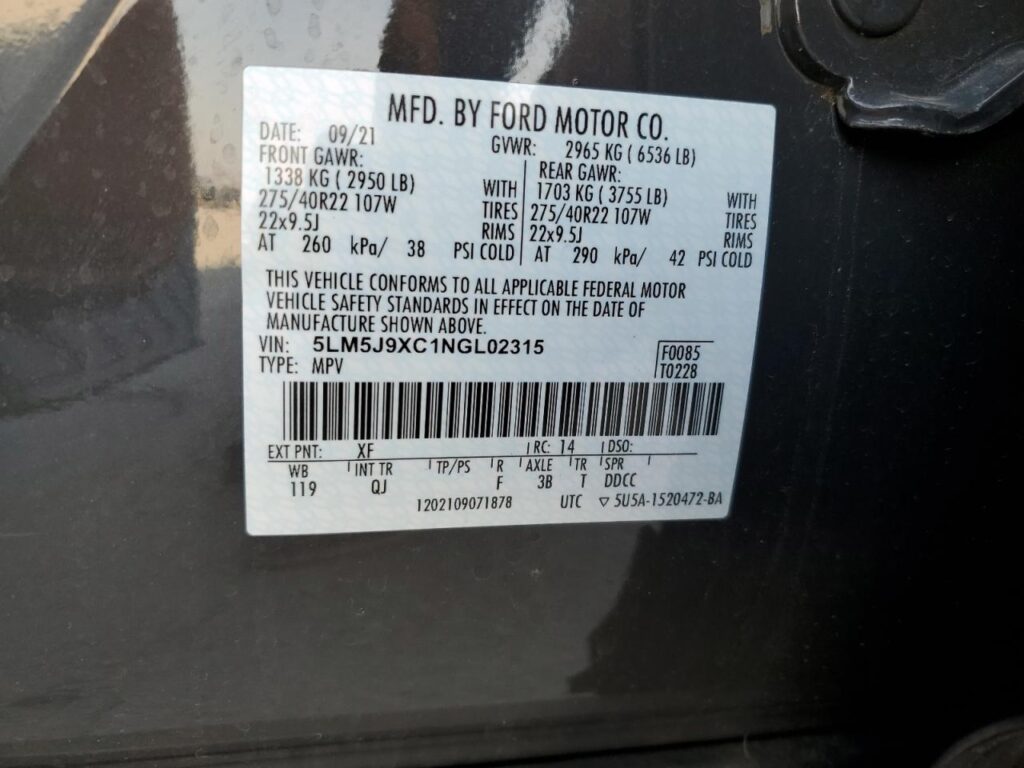 MFD. BY FORD MOTOR CO.
DATE: 09/21 GVWR: 2965 KG ( 6536 LB)
FRONT GAWR: REAR GAWR:
1338 KG ( 2950 LB) WITH 1703 KG ( 3755 LB) WITH
275/40R22 107W TIRES 275/40R22 107W TIRES
22x9.5J RIMS 22x9.5J RIMS
AT 260 kPa/ 38 PSI COLD AT 290 kPa/ 42 PSI COLD
THIS VEHICLE CONFORMS TO ALL APPLICABLE FEDERAL MOTOR
VEHICLE SAFETY STANDARDS IN EFFECT ON THE DATE OF
MANUFACTURE SHOWN ABOVE.
VIN: 5LM5J9XC1NGL02315 F0085
TYPE: MPV T0228
EXT PNT: XF RC: 14 DSO:
WB INT TR TP/PS R AXLE TR SPR
119 QJ F 3B T DDCC
1202109071878 UTC ▽ 5U5A-1520472-BA